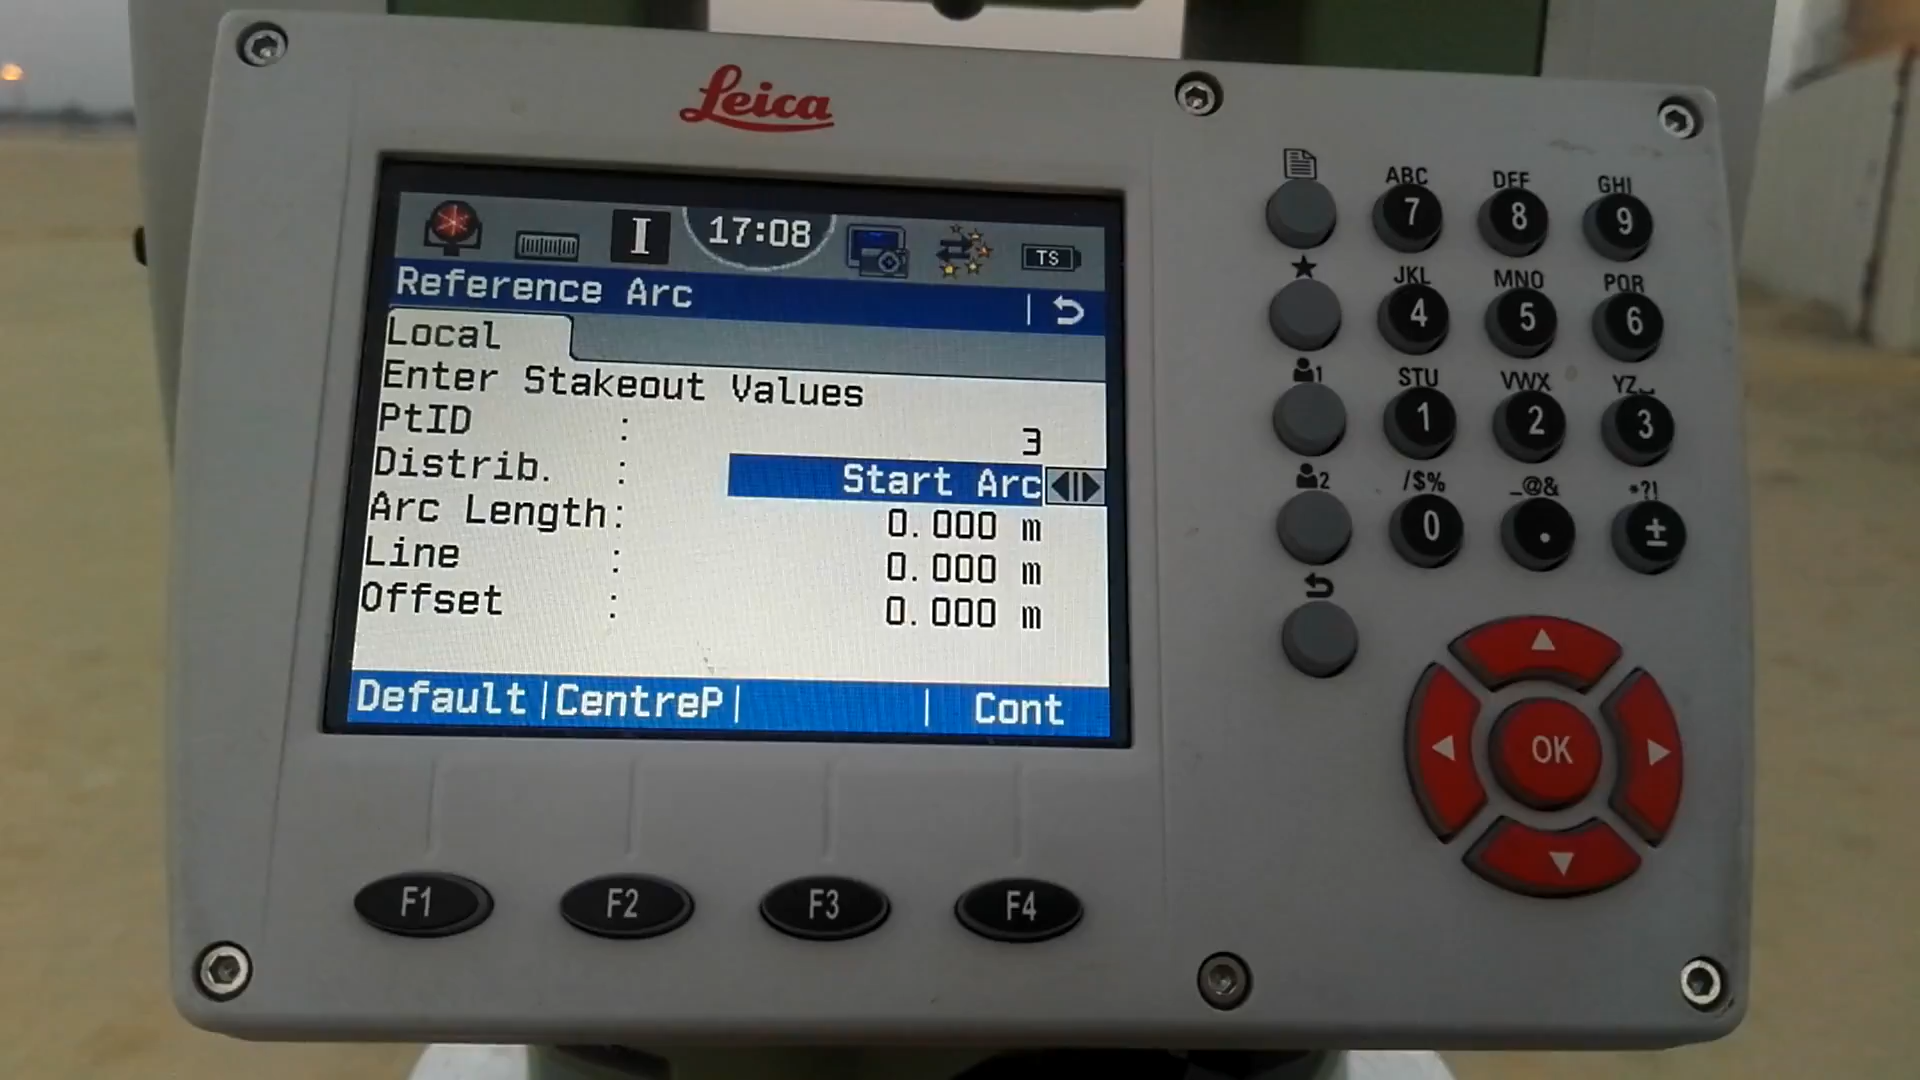 Leica
I 17:08 TS
Reference Arc
Local
Enter Stakeout Values
PtID : 3
Distrib. : Start Arc
Arc Length: 0.000 m
Line : 0.000 m
Offset : 0.000 m
Default|CentreP| | Cont
F1 F2 F3 F4
ABC DEF GHI
7 8 9
JKL MNO PQR
4 5 6
1 STU VWX YZ
1 2 3
2 /$% _@& *?!
0 . ±
OK